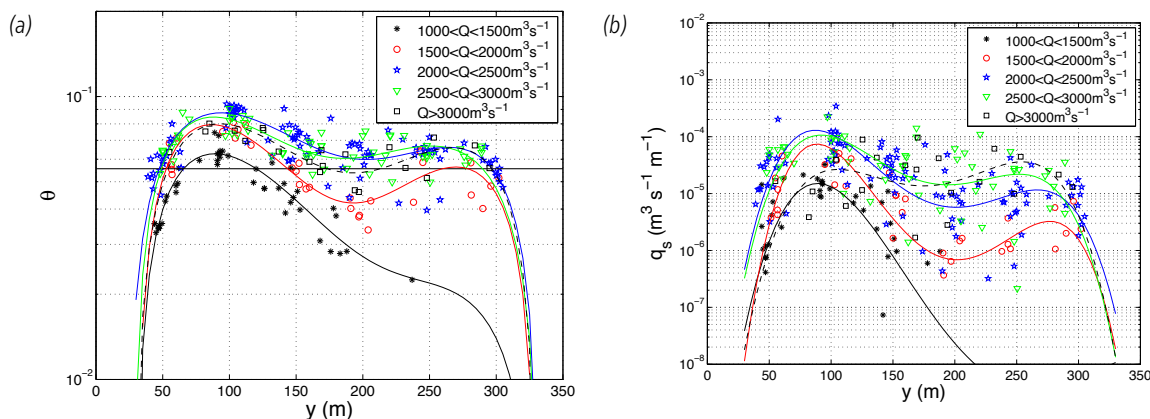 (a)
10⁻¹
10⁻²
θ
0 50 100 150 200 250 300 350
y (m)
1000<Q<1500m³s⁻¹
1500<Q<2000m³s⁻¹
2000<Q<2500m³s⁻¹
2500<Q<3000m³s⁻¹
Q>3000m³s⁻¹
(b)
10⁻²
10⁻³
10⁻⁴
10⁻⁵
10⁻⁶
10⁻⁷
10⁻⁸
qₛ (m³ s⁻¹ m⁻¹)
0 50 100 150 200 250 300 350
y (m)
1000<Q<1500m³s⁻¹
1500<Q<2000m³s⁻¹
2000<Q<2500m³s⁻¹
2500<Q<3000m³s⁻¹
Q>3000m³s⁻¹